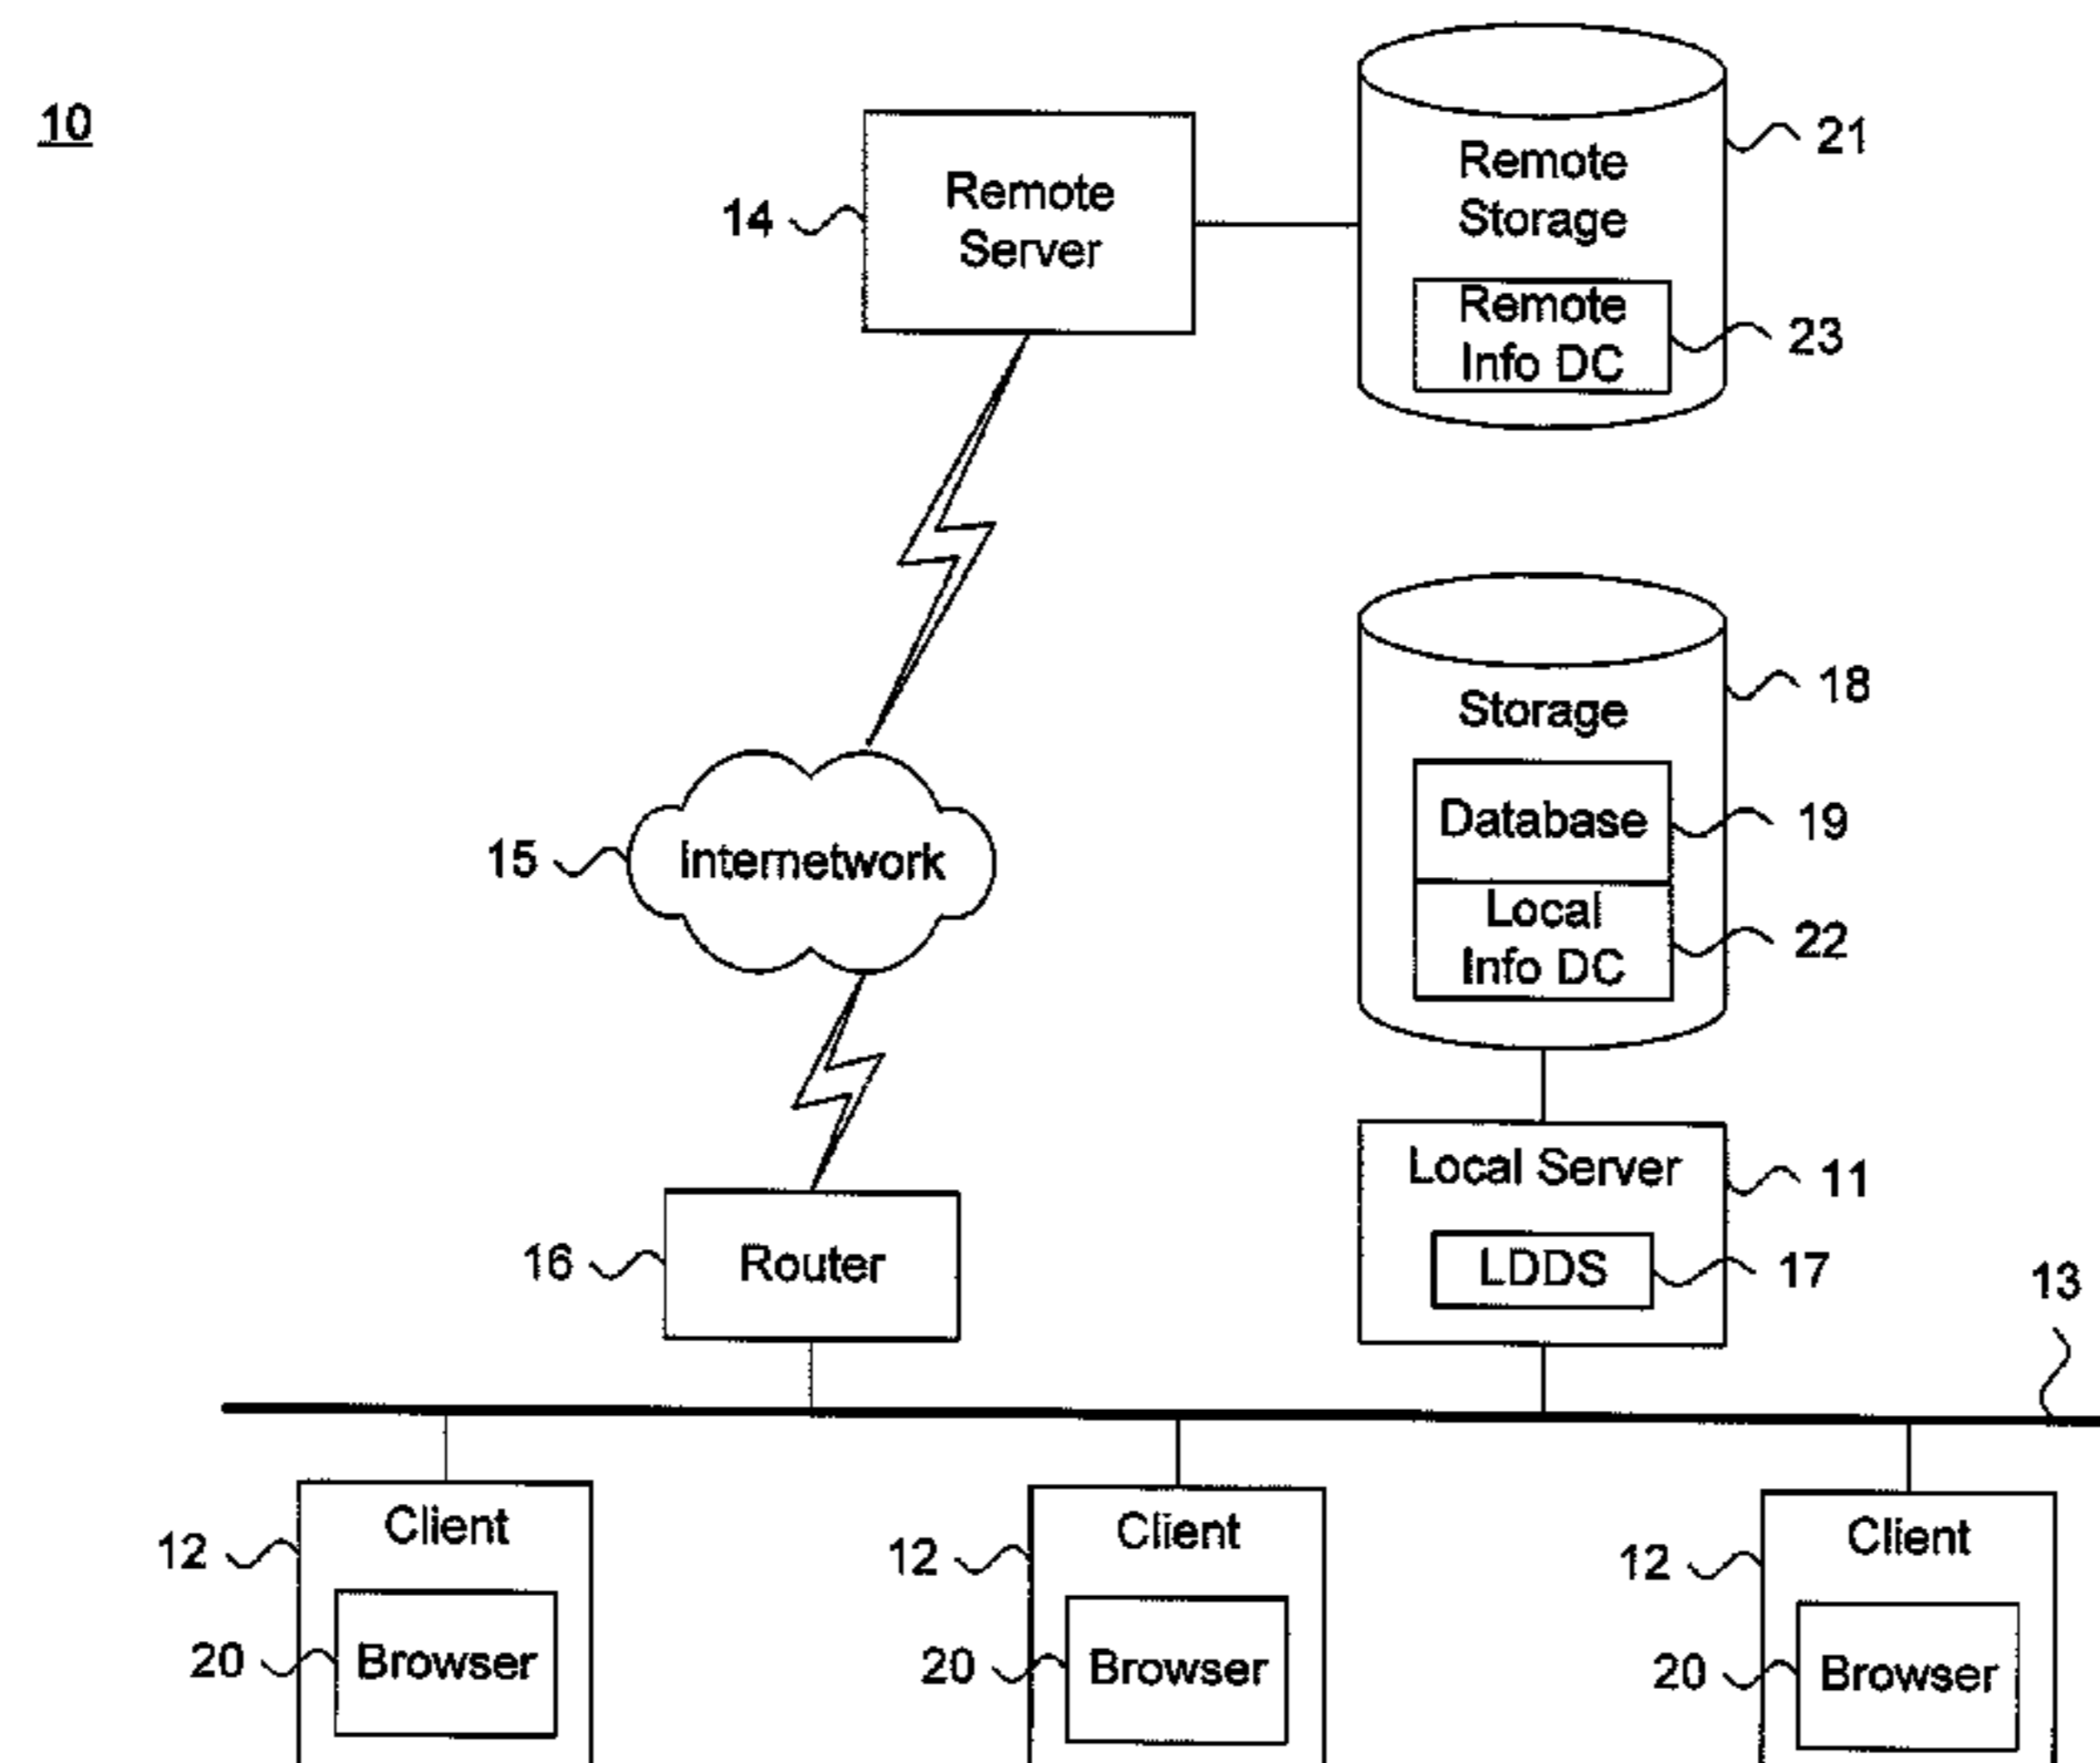 10
14
Remote
Server
Remote
Storage
21
Remote
Info DC
23
Storage
18
Database
19
Local
Info DC
22
15
Internetwork
Local Server
11
LDDS
17
16
Router
13
12
Client
20
Browser
12
Client
20
Browser
12
Client
20
Browser